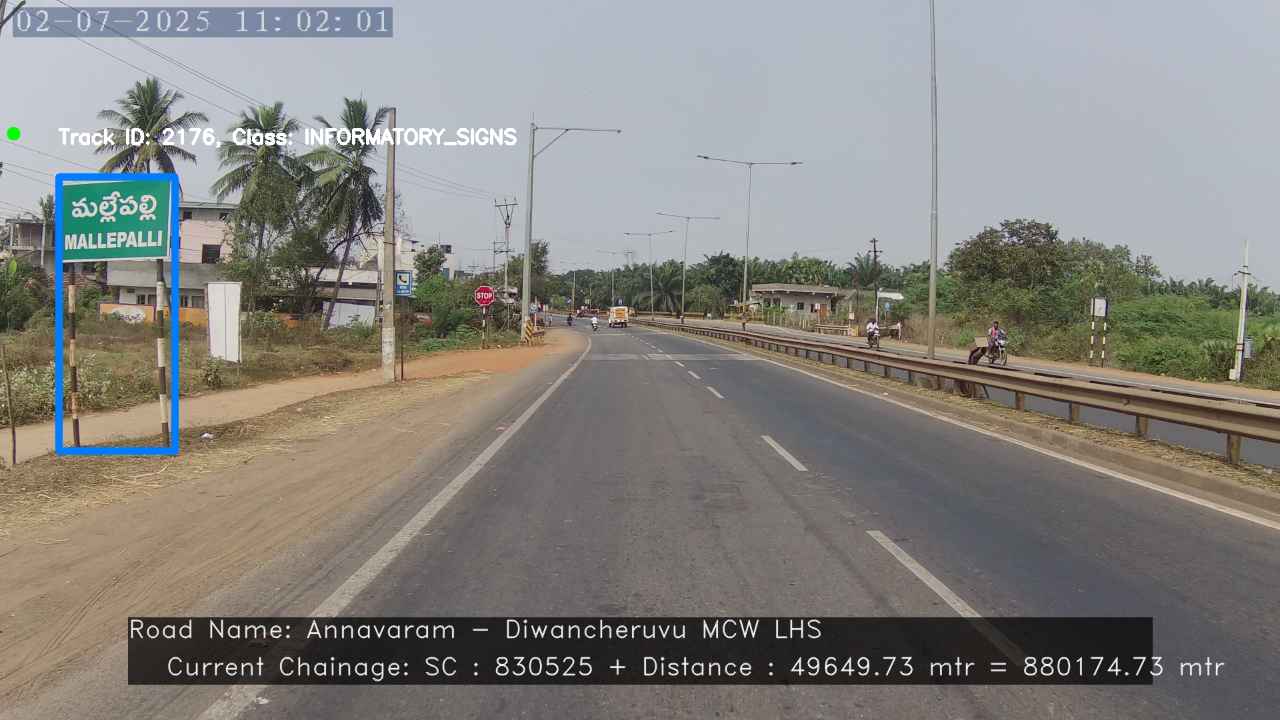 02-07-2025 11:02:01
Track ID: 2176, Class: INFORMATORY_SIGNS
మల్లేపల్లి
MALLEPALLI
STOP
Road Name: Annavaram - Diwancheruvu MCW LHS
Current Chainage: SC : 830525 + Distance : 49649.73 mtr = 880174.73 mtr